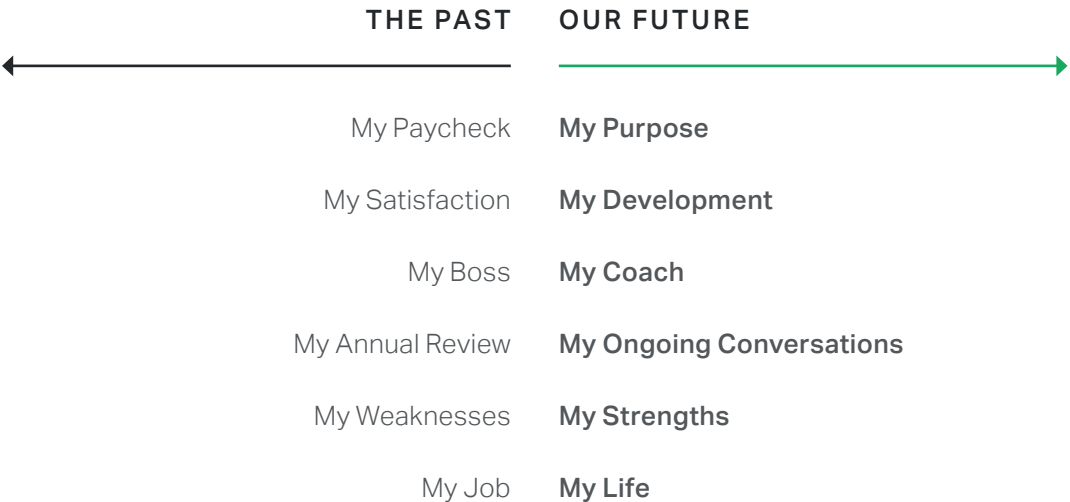 THE PAST OUR FUTURE
My Paycheck My Purpose
My Satisfaction My Development
My Boss My Coach
My Annual Review My Ongoing Conversations
My Weaknesses My Strengths
My Job My Life